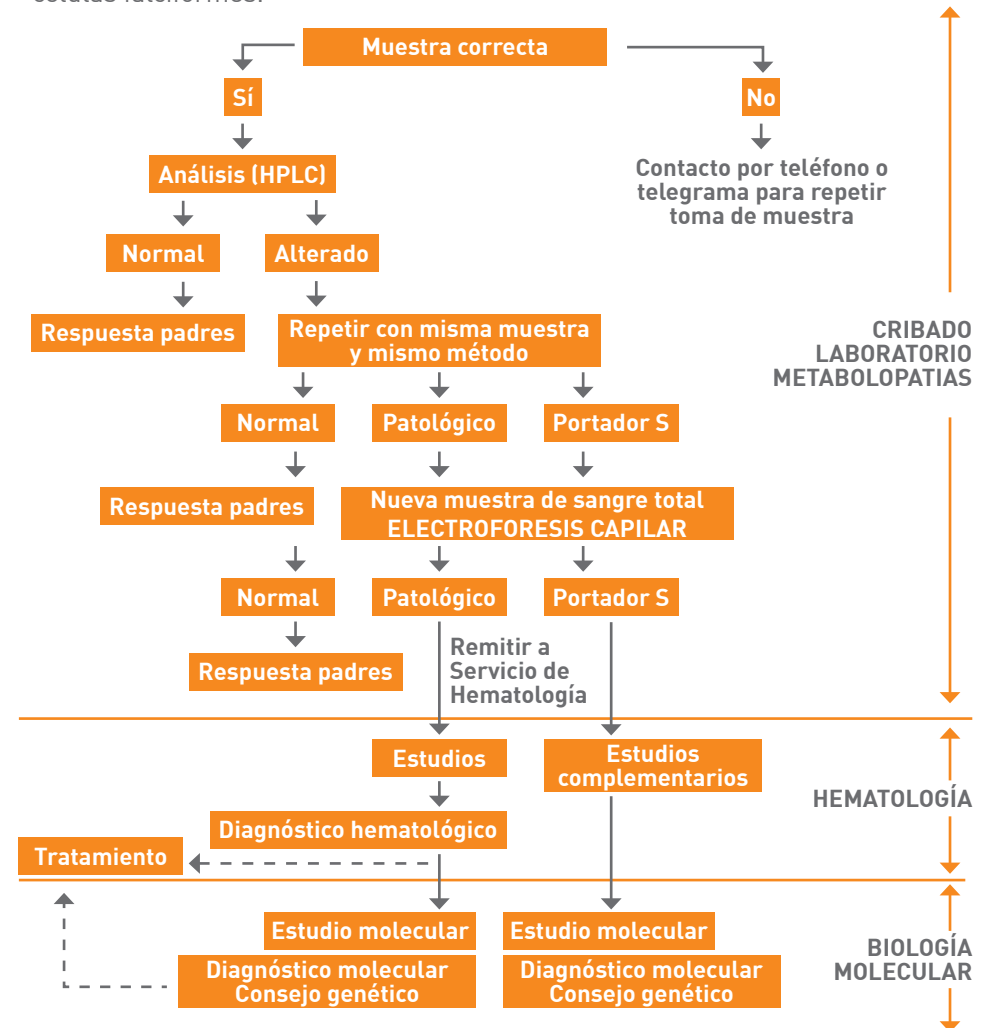 células falciformes.
Muestra correcta
Sí
No
Análisis (HPLC)
Contacto por teléfono o
telegrama para repetir
toma de muestra
Normal
Alterado
Respuesta padres
Repetir con misma muestra
y mismo método
CRIBADO
LABORATORIO
METABOLOPATIAS
Normal
Patológico
Portador S
Respuesta padres
Nueva muestra de sangre total
ELECTROFORESIS CAPILAR
Normal
Patológico
Portador S
Respuesta padres
Remitir a
Servicio de
Hematología
Estudios
Estudios
complementarios
HEMATOLOGÍA
Diagnóstico hematológico
Tratamiento
Estudio molecular
Estudio molecular
BIOLOGÍA
MOLECULAR
Diagnóstico molecular
Consejo genético
Diagnóstico molecular
Consejo genético